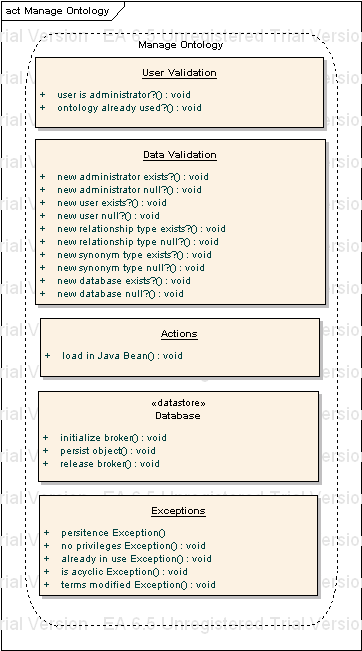 act Manage Ontology
Trial Version - EA 6.5 Unregistered Trial Version
Manage Ontology
User Validation
+ user is administrator?() : void
+ ontology already used?() : void
Data Validation
+ new administrator exists?() : void
+ new administrator null?() : void
+ new user exists?() : void
+ new user null?() : void
+ new relationship type exists?() : void
+ new relationship type null?() : void
+ new synonym type exists?() : void
+ new synonym type null?() : void
+ new database exists?() : void
+ new database null?() : void
Actions
+ load in Java Bean() : void
«datastore»
Database
+ initialize broker() : void
+ persist object() : void
+ release broker() : void
Exceptions
+ persitence Exception()
+ no privileges Exception() : void
+ already in use Exception() : void
+ is acyclic Exception() : void
+ terms modified Exception() : void